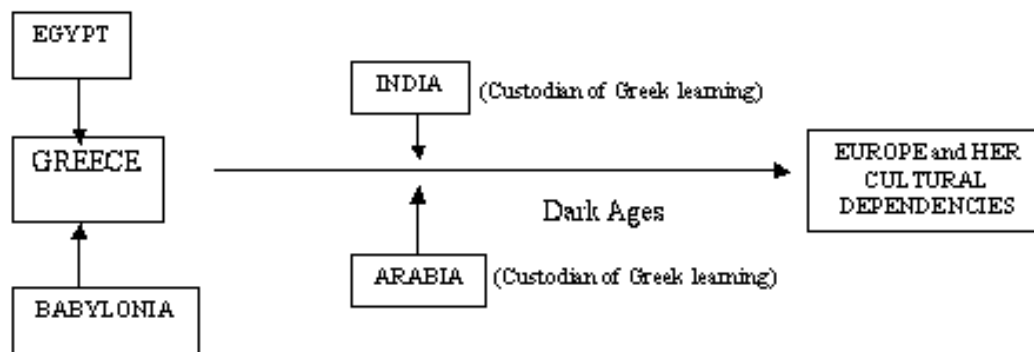 EGYPT
INDIA (Custodian of Greek learning)
GREECE
EUROPE and HER
CULTURAL
DEPENDENCIES
Dark Ages
ARABIA (Custodian of Greek learning)
BABYLONIA